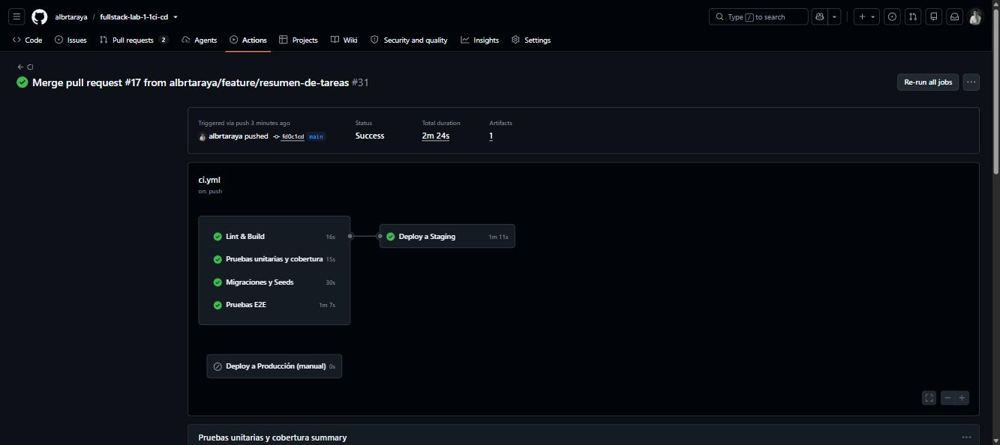 albrtaraya / fullstack-lab-1-1ci-cd
Type / to search
Code Issues Pull requests 2 Agents Actions Projects Wiki Security and quality Insights Settings
CI
Merge pull request #17 from albrtaraya/feature/resumen-de-tareas #31
Re-run all jobs
Triggered via push 3 minutes ago
albrtaraya pushed fd0c1cd main
Status
Success
Total duration
2m 24s
Artifacts
1
ci.yml
on: push
Lint & Build 16s
Pruebas unitarias y cobertura 15s
Migraciones y Seeds 30s
Pruebas E2E 1m 7s
Deploy a Staging 1m 11s
Deploy a Producción (manual) 0s
Pruebas unitarias y cobertura summary